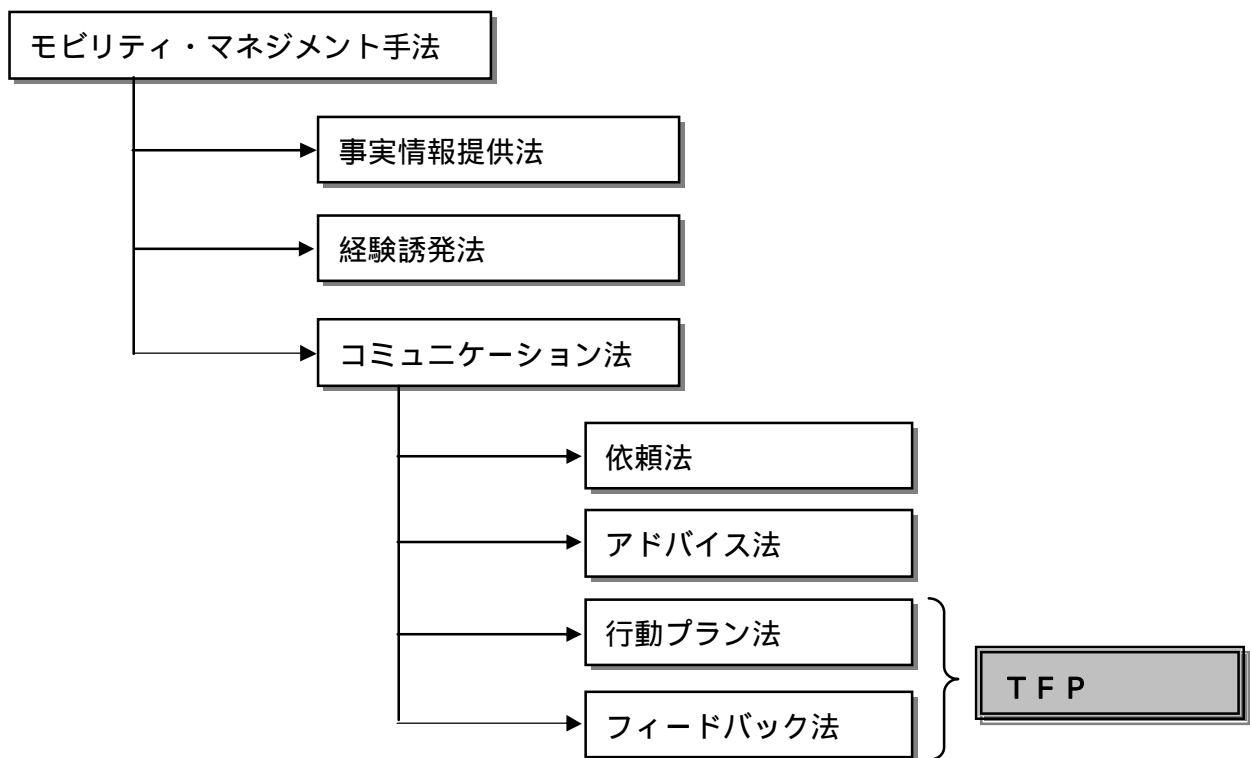 モビリティ・マネジメント手法
事実情報提供法
経験誘発法
コミュニケーション法
依頼法
アドバイス法
行動プラン法
フィードバック法
ＴＦＰ